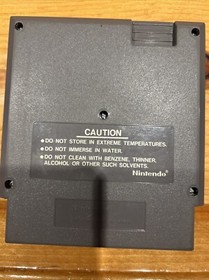 CAUTION
• DO NOT STORE IN EXTREME TEMPERATURES.
• DO NOT IMMERSE IN WATER.
• DO NOT CLEAN WITH BENZENE, THINNER,
ALCOHOL OR OTHER SUCH SOLVENTS.
Nintendo®